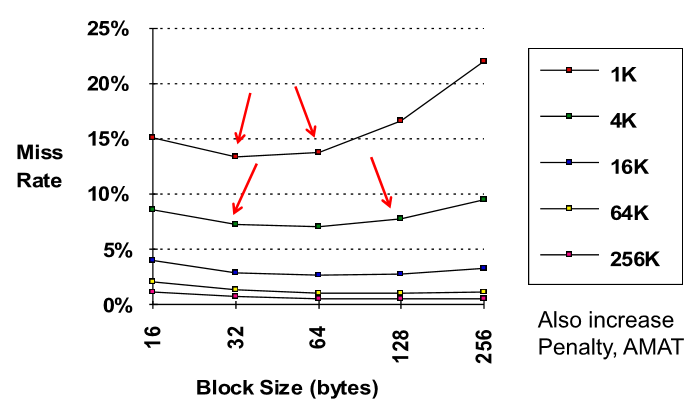 25%
20%
15%
10%
5%
0%
Miss
Rate
16
32
64
128
256
Block Size (bytes)
1K
4K
16K
64K
256K
Also increase
Penalty, AMAT